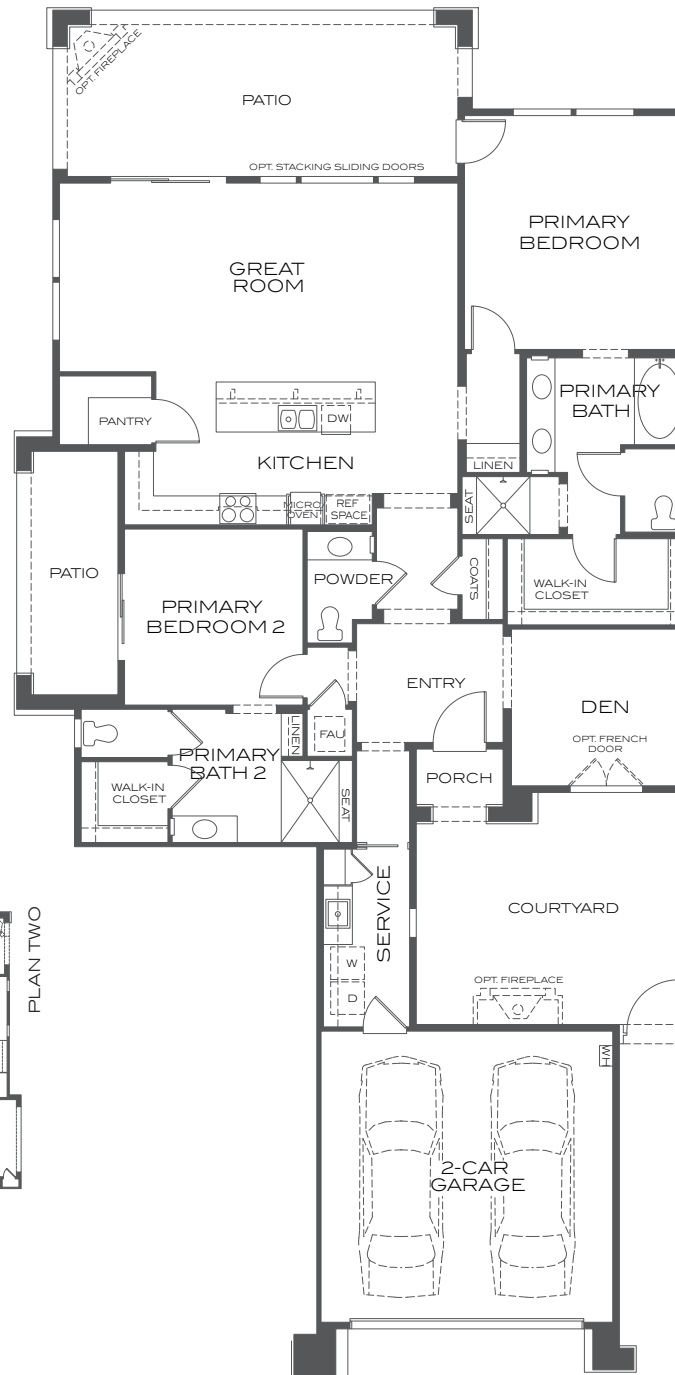 OPT. FIREPLACE
PATIO
OPT. STACKING SLIDING DOORS
PRIMARY
BEDROOM
GREAT
ROOM
PANTRY
DW
PRIMARY
BATH
KITCHEN
LINEN
MICRO/
OVEN
REF
SPACE
SEAT
PATIO
POWDER
COATS
WALK-IN
CLOSET
PRIMARY
BEDROOM 2
ENTRY
DEN
LINEN
FAU
OPT. FRENCH
DOOR
PRIMARY
BATH 2
WALK-IN
CLOSET
SEAT
PORCH
SERVICE
COURTYARD
PLAN TWO
W
D
OPT. FIREPLACE
WH
2-CAR
GARAGE